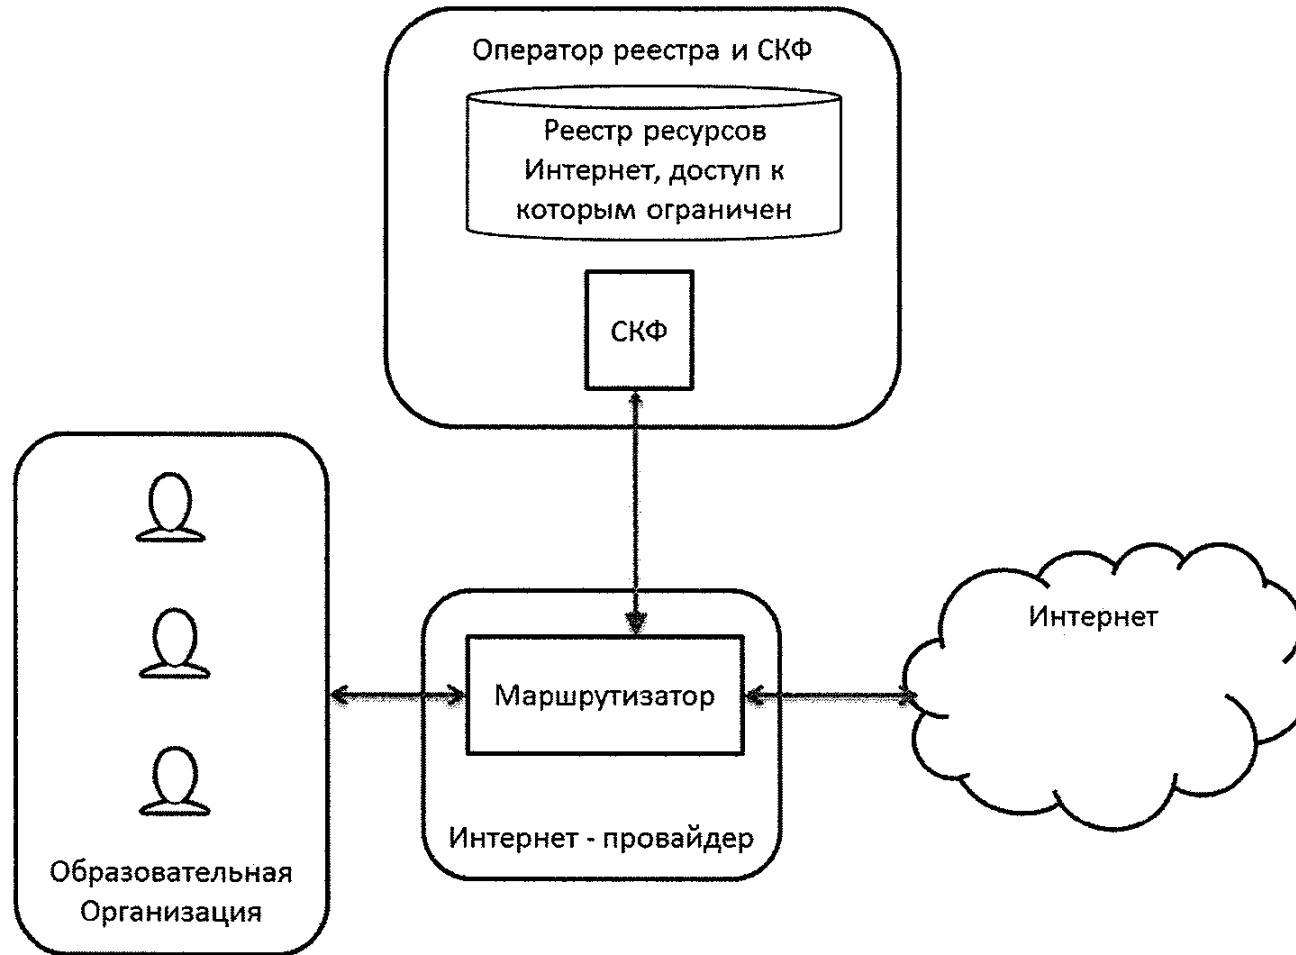 Оператор реестра и СКФ
Реестр ресурсов
Интернет, доступ к
которым ограничен
СКФ
Интернет
Маршрутизатор
Интернет - провайдер
Образовательная
Организация